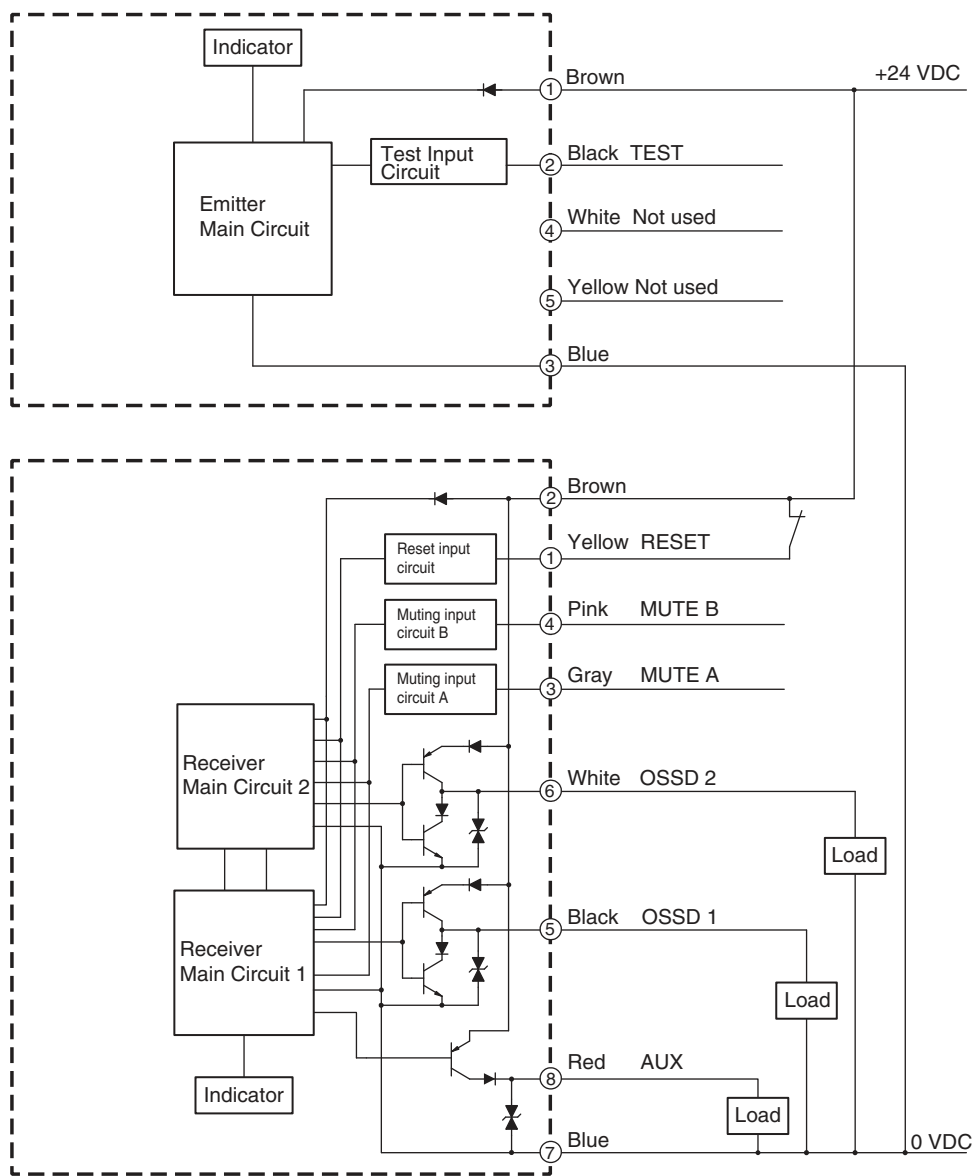 Indicator
① Brown
+24 VDC
Test Input
Circuit
② Black TEST
Emitter
Main Circuit
④ White Not used
⑤ Yellow Not used
③ Blue
② Brown
Reset input
circuit
① Yellow RESET
Muting input
circuit B
④ Pink MUTE B
Muting input
circuit A
③ Gray MUTE A
Receiver
Main Circuit 2
⑥ White OSSD 2
Load
Receiver
Main Circuit 1
⑤ Black OSSD 1
Load
Indicator
⑧ Red AUX
Load
⑦ Blue
0 VDC